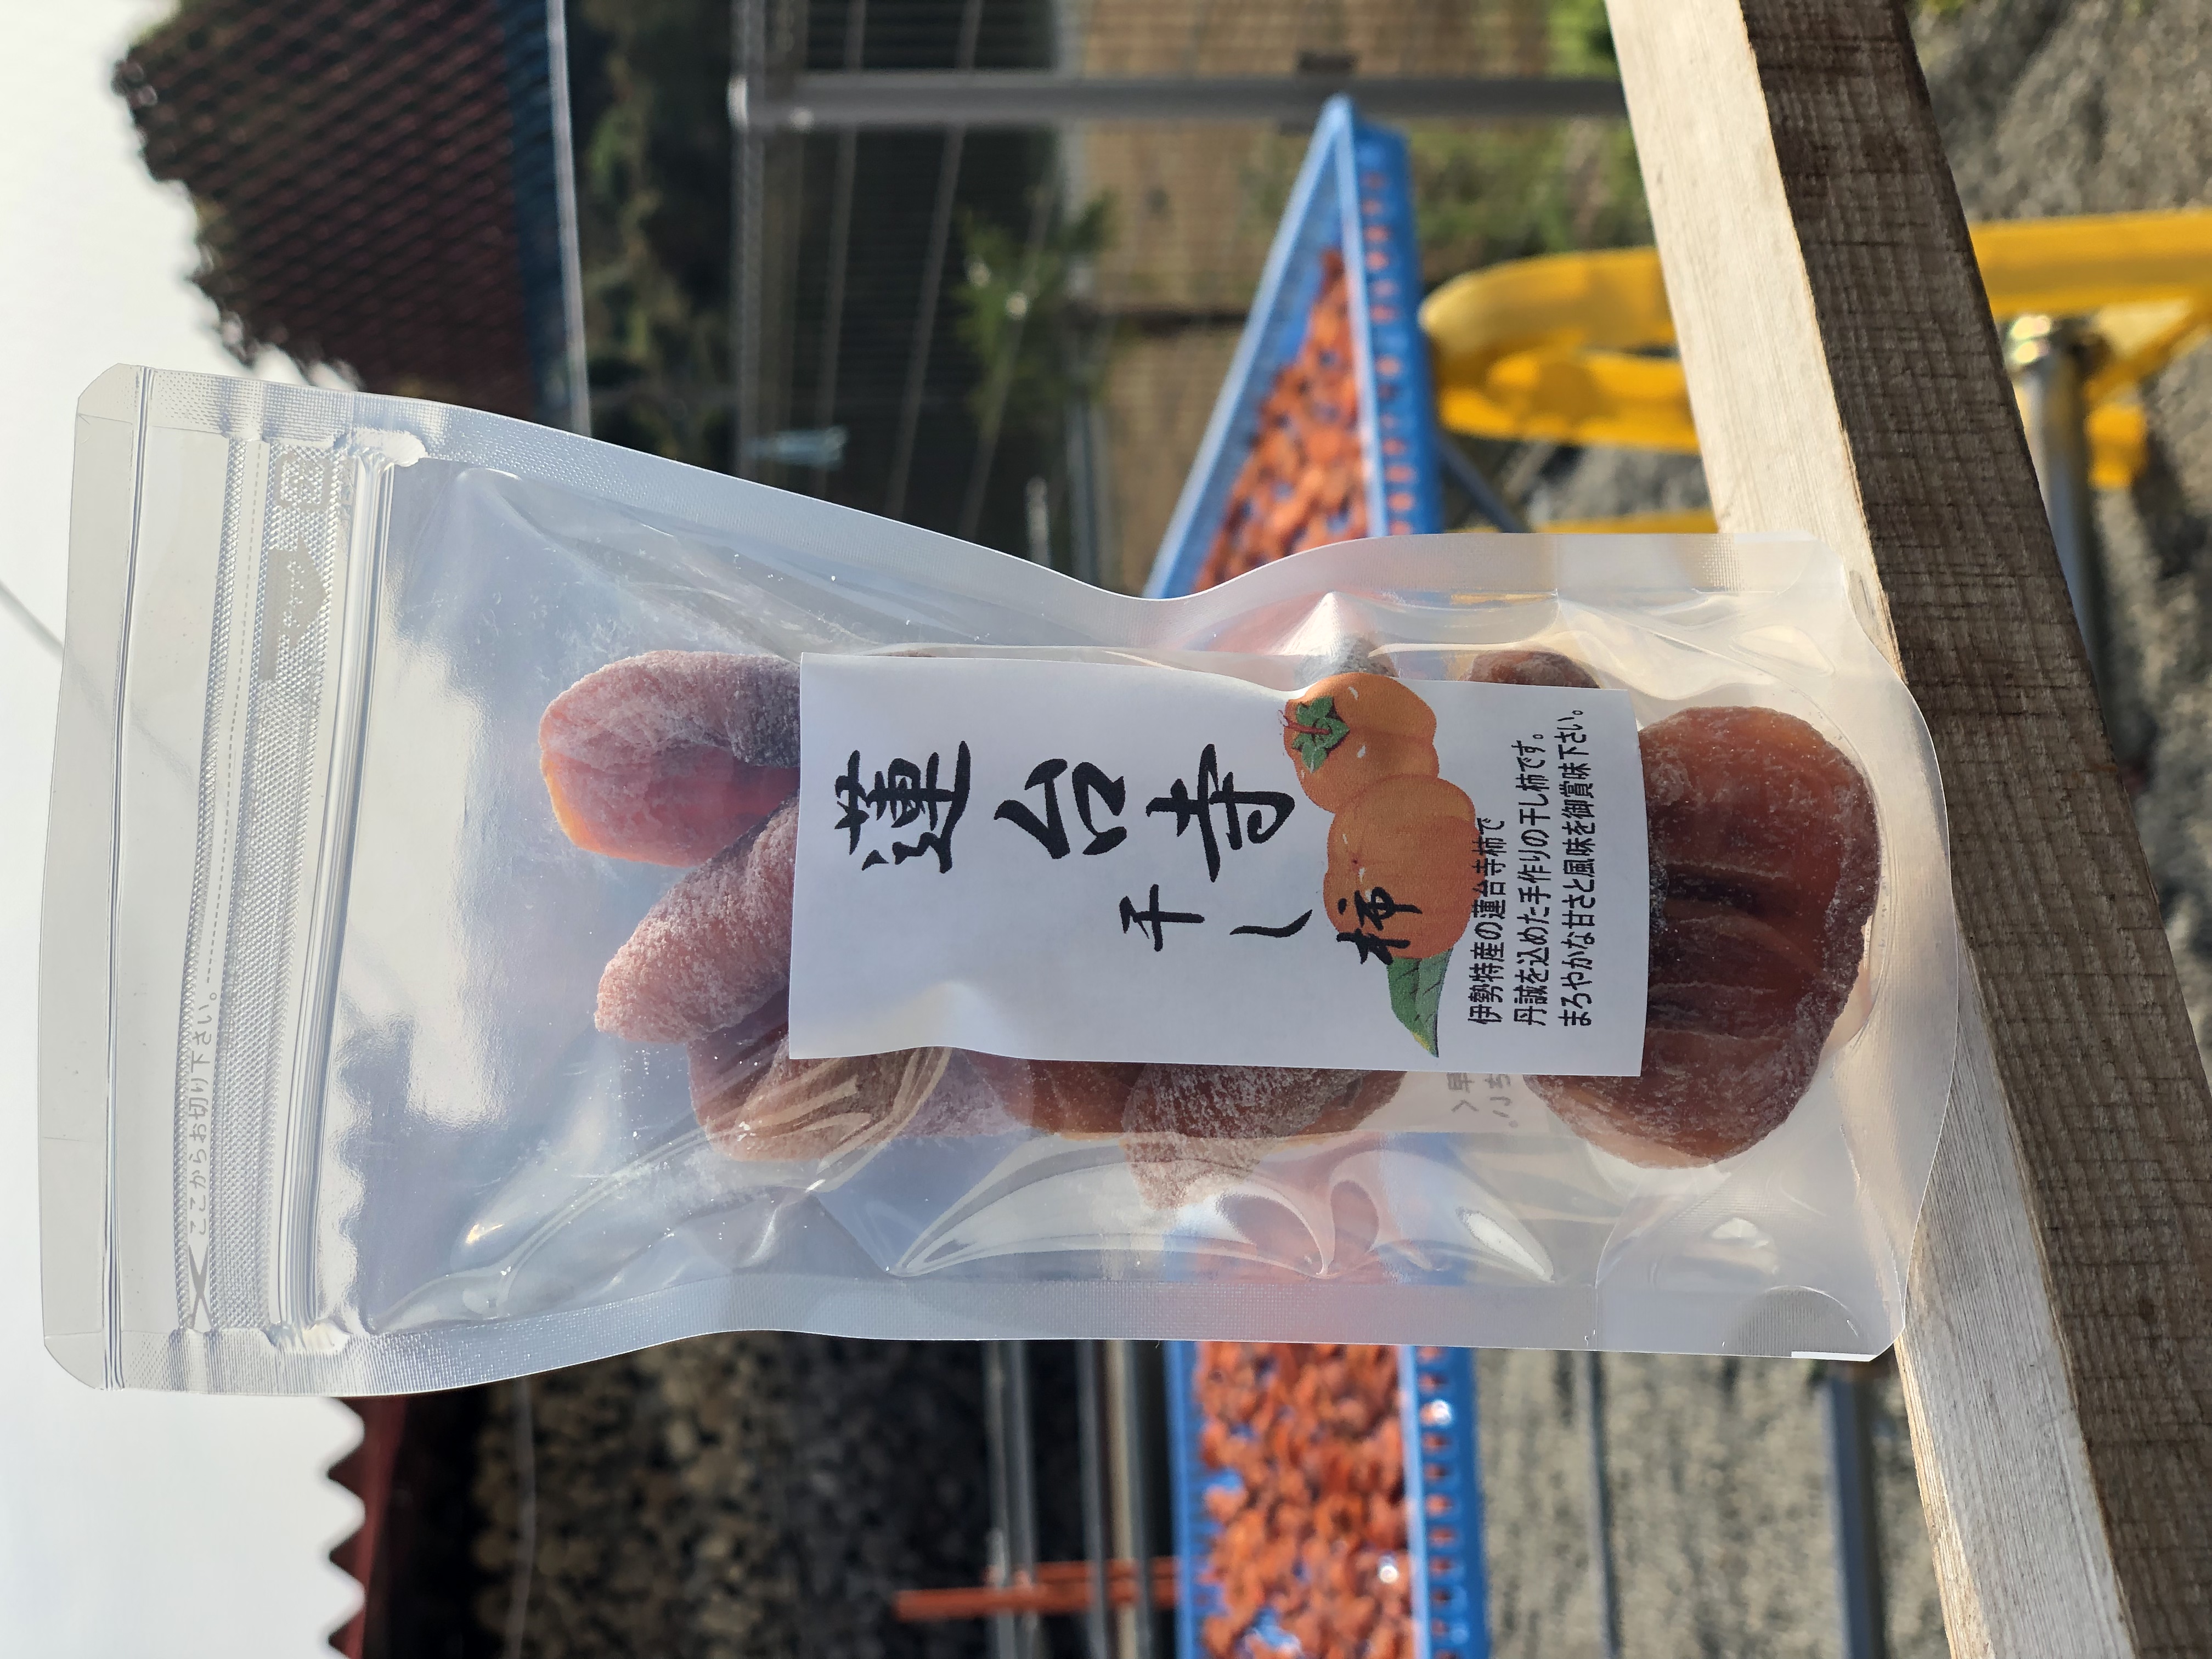 ここからお切り下さい。
蓮台寺
干し柿
伊勢特産の蓮台寺柿で
丹誠を込めた手作りの干し柿です。
まろやかな甘さと風味を御賞味下さい。